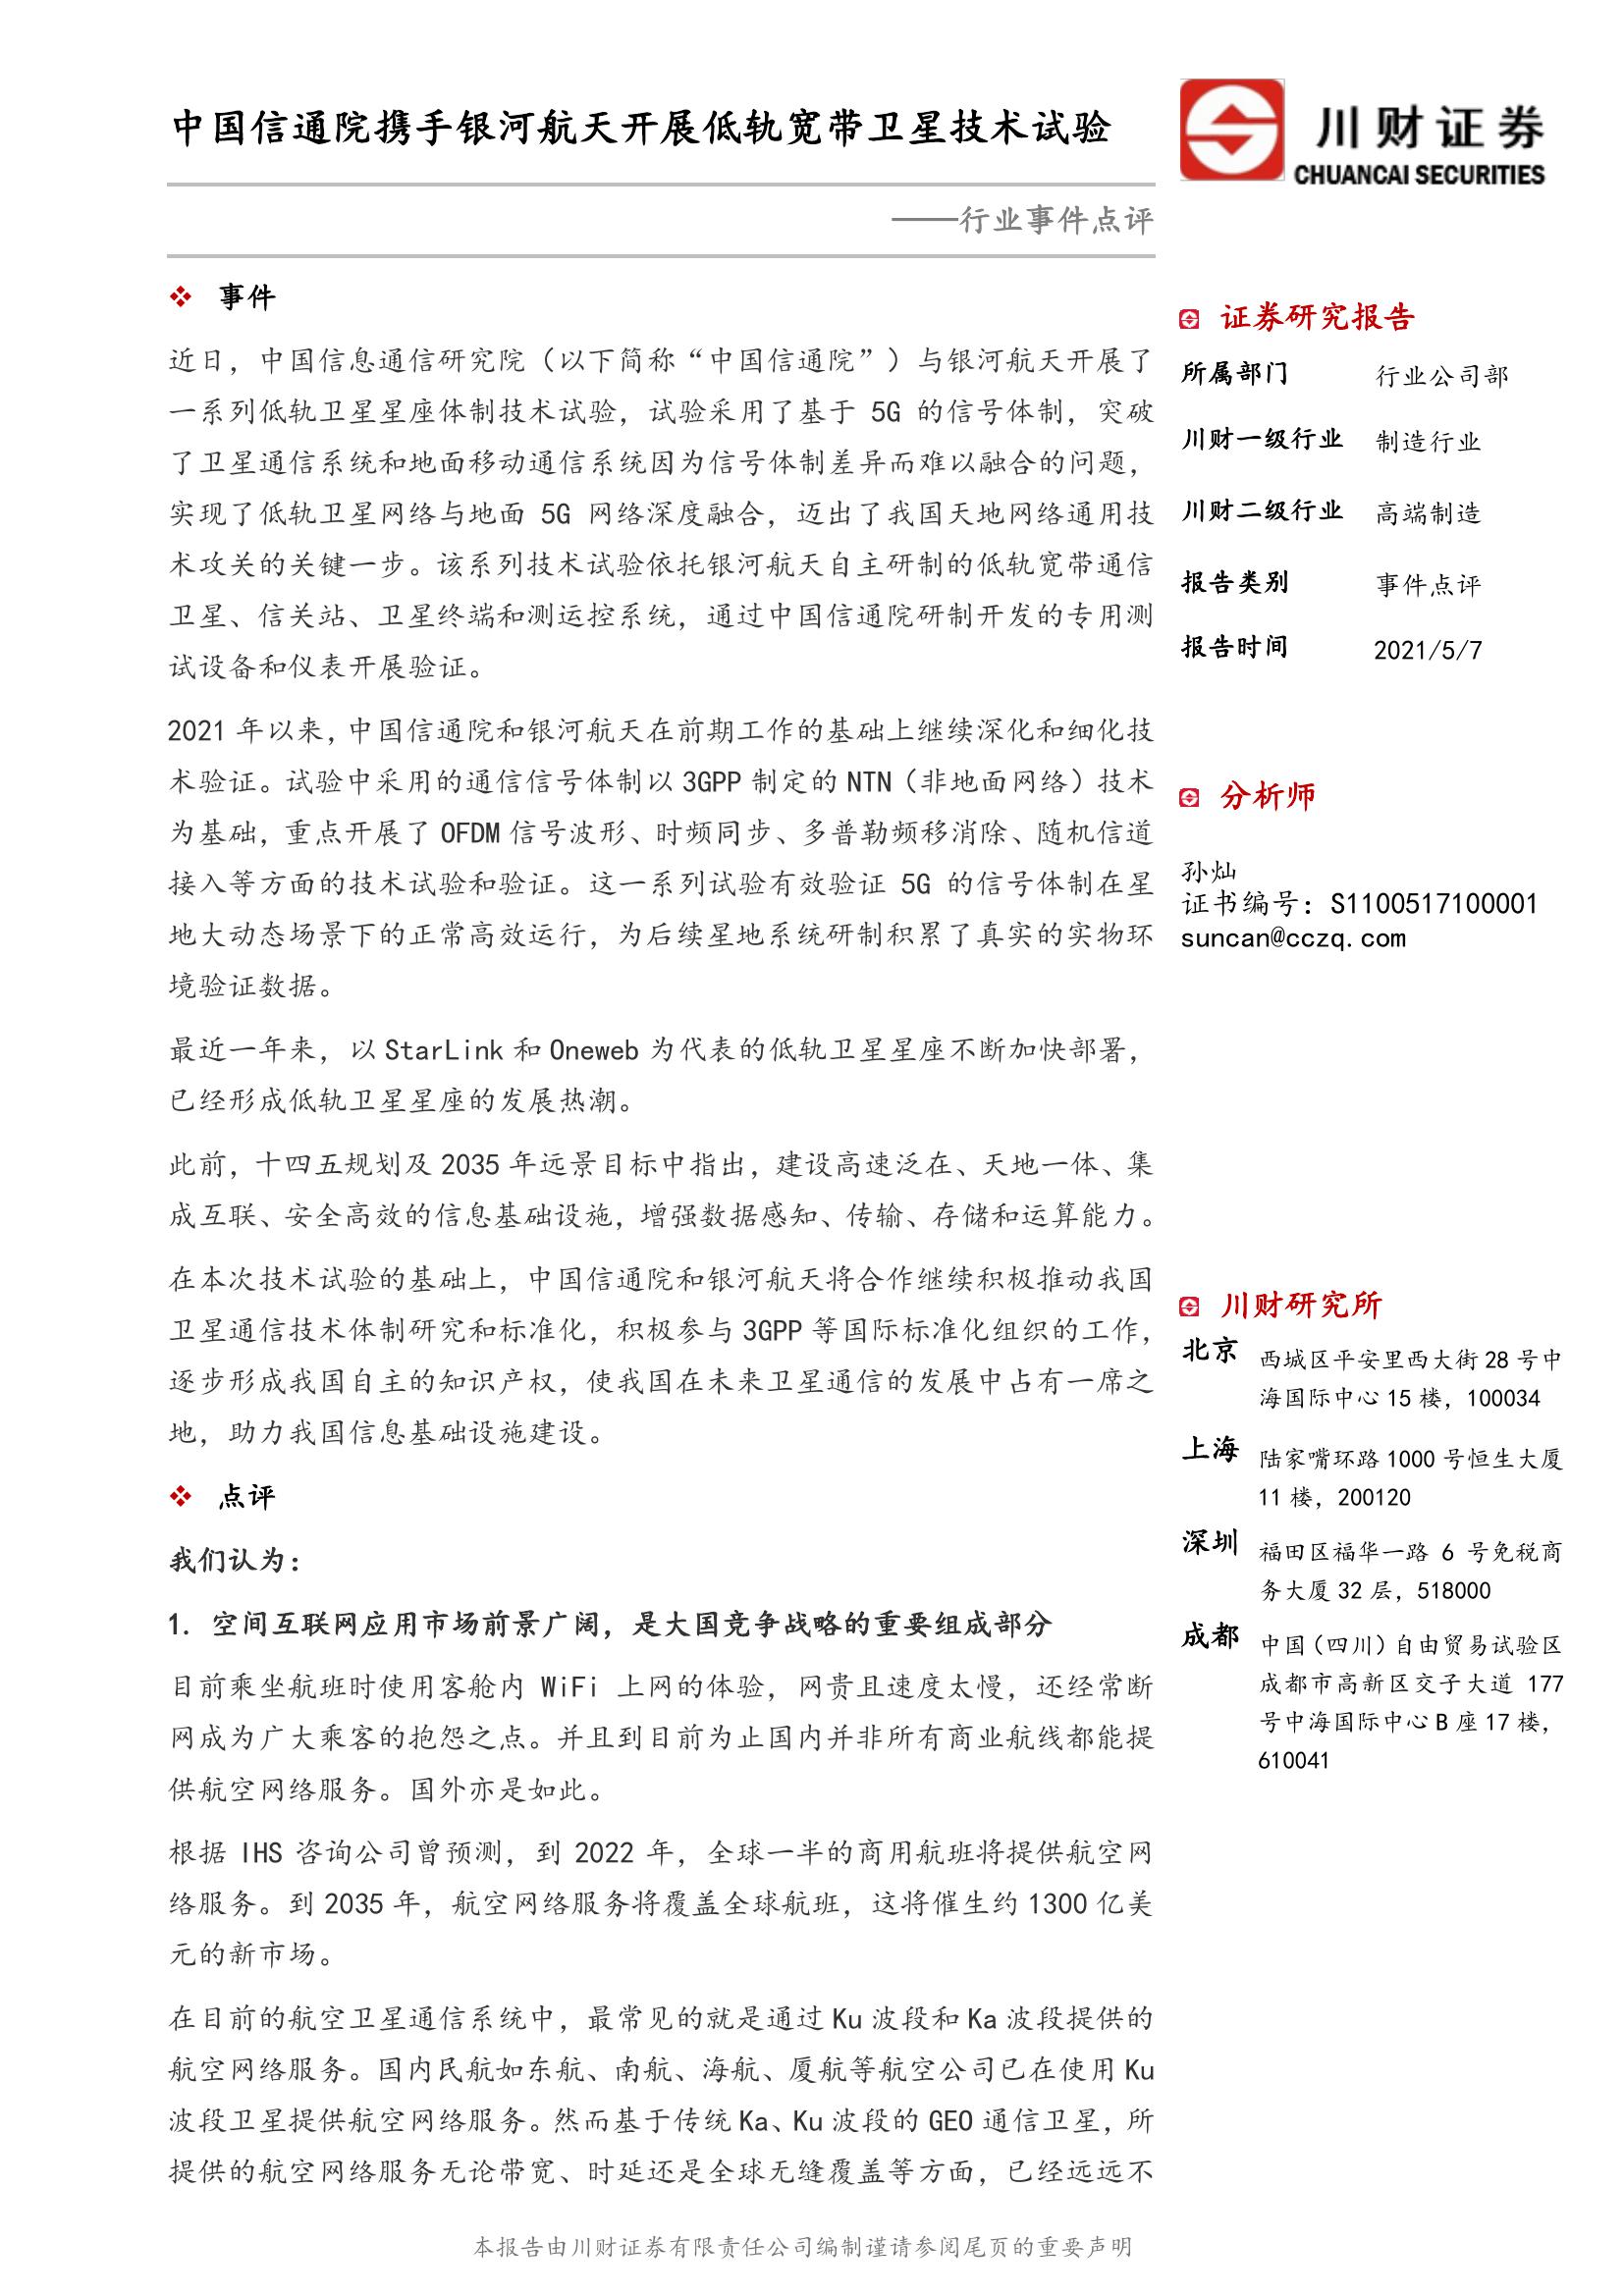 中国信通院携手银河航天开展低轨宽带卫星技术试验
川财证券
CHUANCAI SECURITIES
——行业事件点评
事件
近日，中国信息通信研究院（以下简称“中国信通院”）与银河航天开展了
一系列低轨卫星星座体制技术试验，试验采用了基于 5G 的信号体制，突破
了卫星通信系统和地面移动通信系统因为信号体制差异而难以融合的问题，
实现了低轨卫星网络与地面 5G 网络深度融合，迈出了我国天地网络通用技
术攻关的关键一步。该系列技术试验依托银河航天自主研制的低轨宽带通信
卫星、信关站、卫星终端和测运控系统，通过中国信通院研制开发的专用测
试设备和仪表开展验证。
2021 年以来，中国信通院和银河航天在前期工作的基础上继续深化和细化技
术验证。试验中采用的通信信号体制以 3GPP 制定的 NTN（非地面网络）技术
为基础，重点开展了 OFDM 信号波形、时频同步、多普勒频移消除、随机信道
接入等方面的技术试验和验证。这一系列试验有效验证 5G 的信号体制在星
地大动态场景下的正常高效运行，为后续星地系统研制积累了真实的实物环
境验证数据。
最近一年来，以 StarLink 和 Oneweb 为代表的低轨卫星星座不断加快部署，
已经形成低轨卫星星座的发展热潮。
此前，十四五规划及 2035 年远景目标中指出，建设高速泛在、天地一体、集
成互联、安全高效的信息基础设施，增强数据感知、传输、存储和运算能力。
在本次技术试验的基础上，中国信通院和银河航天将合作继续积极推动我国
卫星通信技术体制研究和标准化，积极参与 3GPP 等国际标准化组织的工作，
逐步形成我国自主的知识产权，使我国在未来卫星通信的发展中占有一席之
地，助力我国信息基础设施建设。
点评
我们认为：
1. 空间互联网应用市场前景广阔，是大国竞争战略的重要组成部分
目前乘坐航班时使用客舱内 WiFi 上网的体验，网贵且速度太慢，还经常断
网成为广大乘客的抱怨之点。并且到目前为止国内并非所有商业航线都能提
供航空网络服务。国外亦是如此。
根据 IHS 咨询公司曾预测，到 2022 年，全球一半的商用航班将提供航空网
络服务。到 2035 年，航空网络服务将覆盖全球航班，这将催生约 1300 亿美
元的新市场。
在目前的航空卫星通信系统中，最常见的就是通过 Ku 波段和 Ka 波段提供的
航空网络服务。国内民航如东航、南航、海航、厦航等航空公司已在使用 Ku
波段卫星提供航空网络服务。然而基于传统 Ka、Ku 波段的 GEO 通信卫星，所
提供的航空网络服务无论带宽、时延还是全球无缝覆盖等方面，已经远远不
证券研究报告
所属部门 行业公司部
川财一级行业 制造行业
川财二级行业 高端制造
报告类别 事件点评
报告时间 2021/5/7
分析师
孙灿
证书编号：S1100517100001
suncan@cczq.com
川财研究所
北京 西城区平安里西大街 28 号中
海国际中心 15 楼，100034
上海 陆家嘴环路 1000 号恒生大厦
11 楼，200120
深圳 福田区福华一路 6 号免税商
务大厦 32 层，518000
成都 中国（四川）自由贸易试验区
成都市高新区交子大道 177
号中海国际中心 B 座 17 楼，
610041
本报告由川财证券有限责任公司编制谨请参阅尾页的重要声明